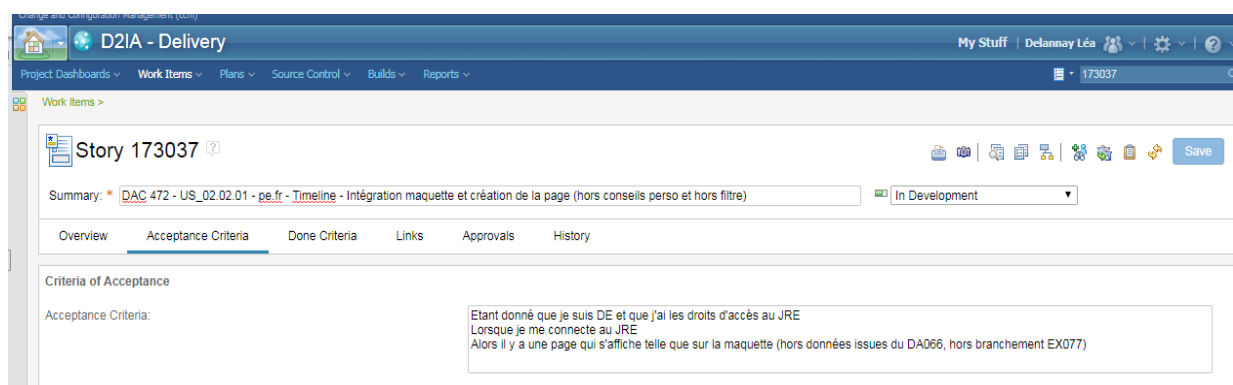 Change and Configuration Management (ccm)
D2IA - Delivery
My Stuff | Delannay Léa
Project Dashboards Work Items Plans Source Control Builds Reports
173037
Work Items >
Story 173037
Save
Summary: * DAC 472 - US_02.02.01 - pe.fr - Timeline - Intégration maquette et création de la page (hors conseils perso et hors filtre)
In Development
Overview Acceptance Criteria Done Criteria Links Approvals History
Criteria of Acceptance
Acceptance Criteria:
Etant donné que je suis DE et que j'ai les droits d'accès au JRE
Lorsque je me connecte au JRE
Alors il y a une page qui s'affiche telle que sur la maquette (hors données issues du DA066, hors branchement EX077)